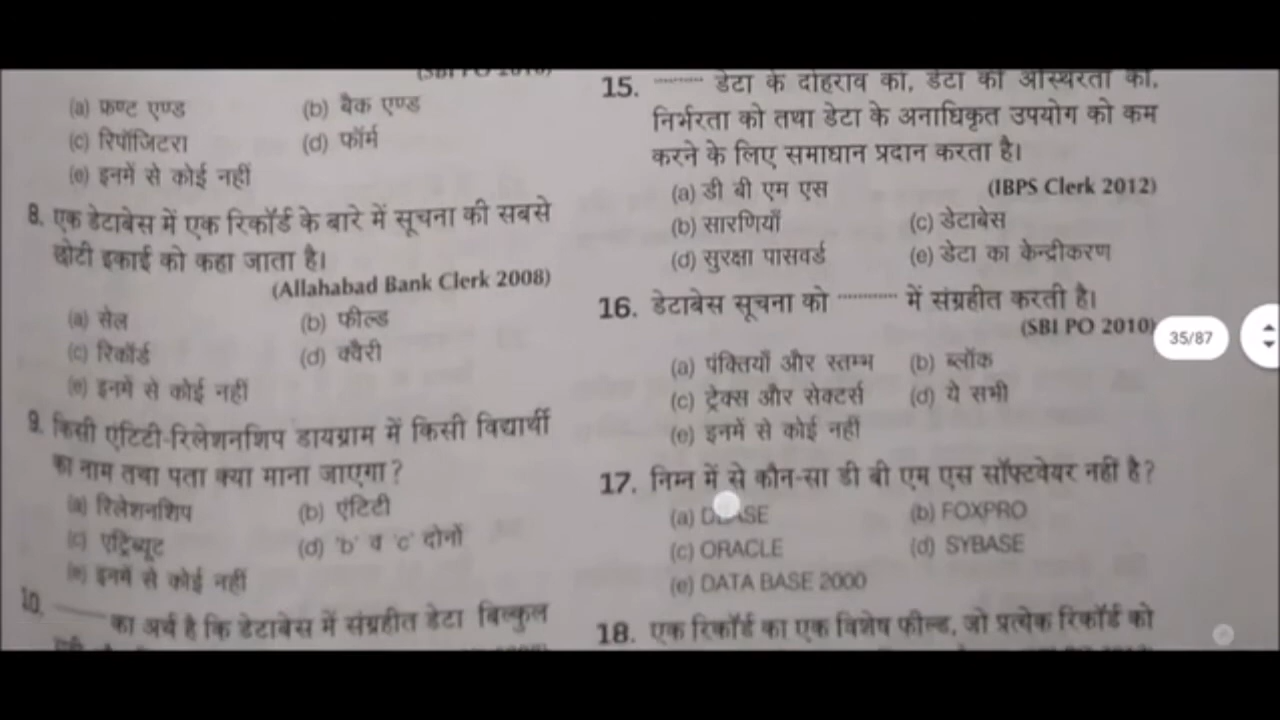 (a) फ्रण्ट एण्ड (b) बैक एण्ड
(c) रिपॉजिटरी (d) फॉर्म
(e) इनमें से कोई नहीं
8. एक डेटाबेस में एक रिकॉर्ड के बारे में सूचना की सबसे
छोटी इकाई को कहा जाता है।
(Allahabad Bank Clerk 2008)
(a) सेल (b) फील्ड
(c) रिकॉर्ड (d) क्वैरी
(e) इनमें से कोई नहीं
9. किसी एंटिटी-रिलेशनशिप डायग्राम में किसी विद्यार्थी
का नाम तथा पता क्या माना जाएगा?
(a) रिलेशनशिप (b) एंटिटी
(c) एट्रिब्यूट (d) 'b' व 'c' दोनों
(e) इनमें से कोई नहीं
10. ____ का अर्थ है कि डेटाबेस में संग्रहीत डेटा बिल्कुल
15. ......... डेटा के दोहराव को, डेटा की अस्थिरता को,
निर्भरता को तथा डेटा के अनाधिकृत उपयोग को कम
करने के लिए समाधान प्रदान करता है।
(a) डी बी एम एस (IBPS Clerk 2012)
(b) सारणियाँ (c) डेटाबेस
(d) सुरक्षा पासवर्ड (e) डेटा का केन्द्रीकरण
16. डेटाबेस सूचना को ........... में संग्रहीत करती है।
(SBI PO 2010)
(a) पंक्तियाँ और स्तम्भ (b) ब्लॉक
(c) ट्रेक्स और सेक्टर्स (d) ये सभी
(e) इनमें से कोई नहीं
17. निम्न में से कौन-सा डी बी एम एस सॉफ्टवेयर नहीं है?
(a) DBASE (b) FOXPRO
(c) ORACLE (d) SYBASE
(e) DATA BASE 2000
18. एक रिकॉर्ड का एक विशेष फील्ड, जो प्रत्येक रिकॉर्ड को
35/87